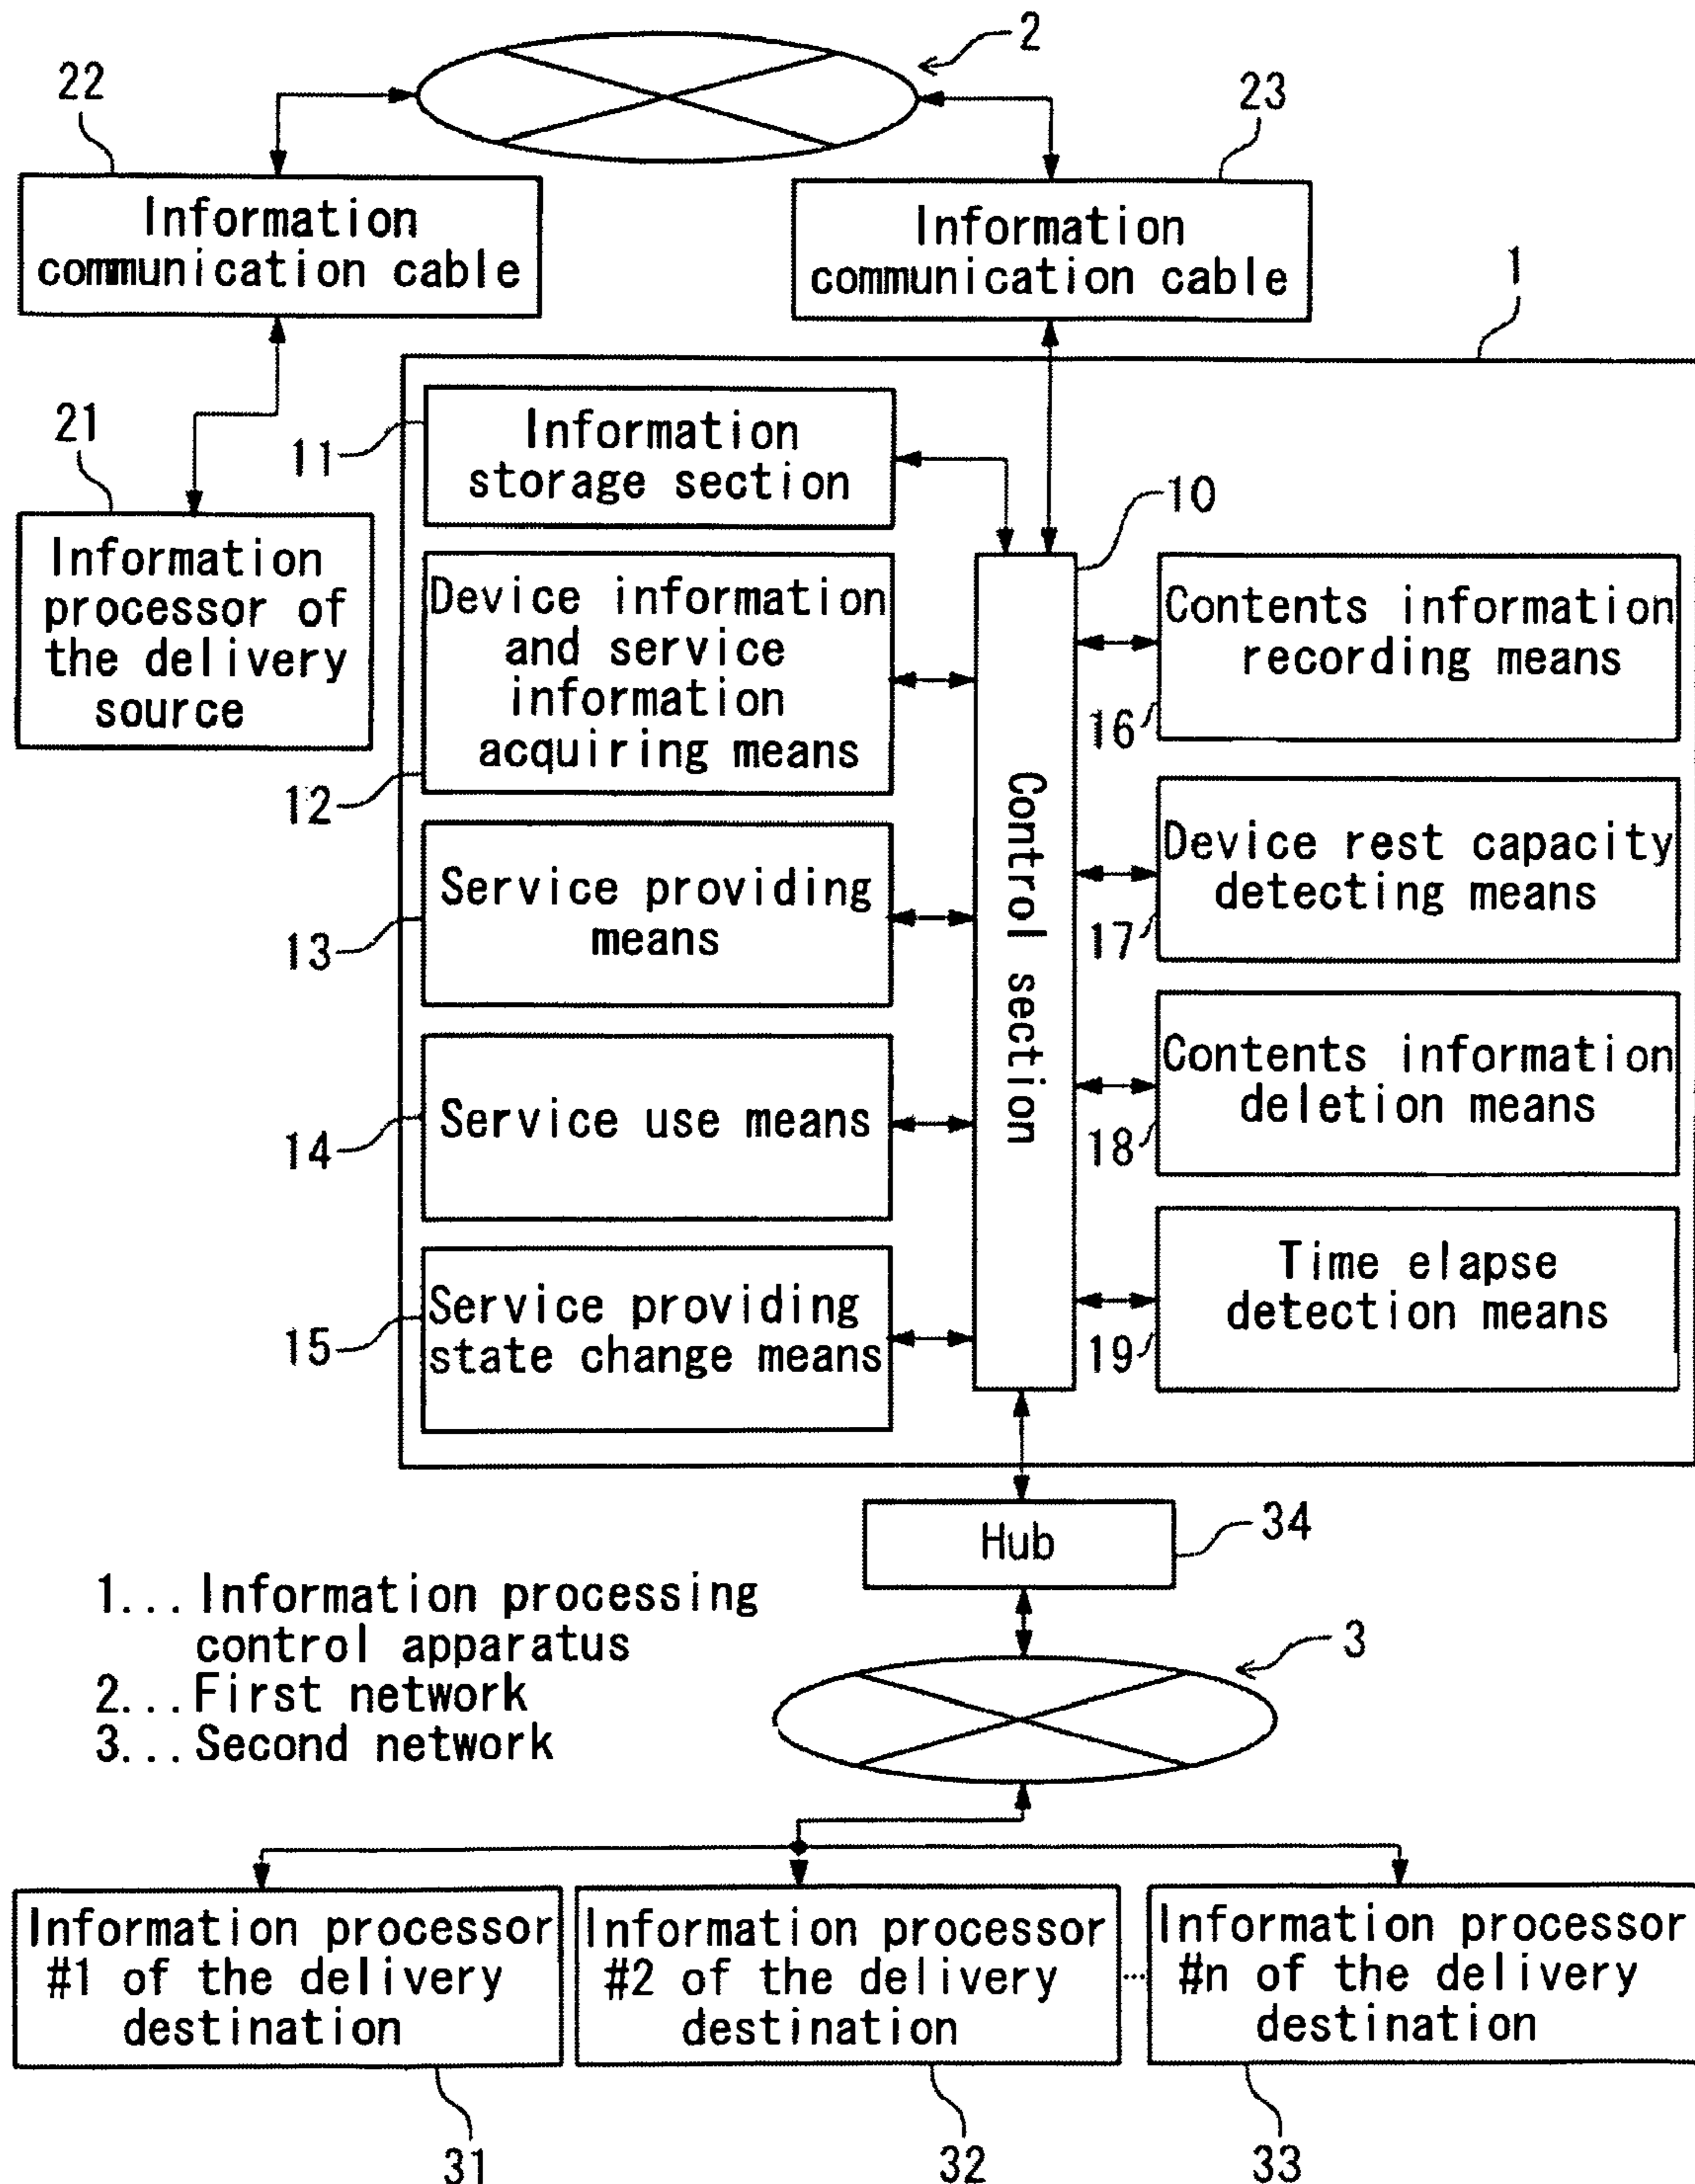 2
22
23
Information
communication cable
Information
communication cable
1
21
11
Information
storage section
10
Information
processor of
the delivery
source
Device information
and service
information
acquiring means
12
Contents information
recording means
16
Control section
Service providing
means
13
Device rest capacity
detecting means
17
Service use means
14
Contents information
deletion means
18
Service providing
state change means
15
Time elapse
detection means
19
Hub
34
1...Information processing
control apparatus
2...First network
3...Second network
3
Information processor
#1 of the delivery
destination
Information processor
#2 of the delivery
destination
...
Information processor
#n of the delivery
destination
31
32
33